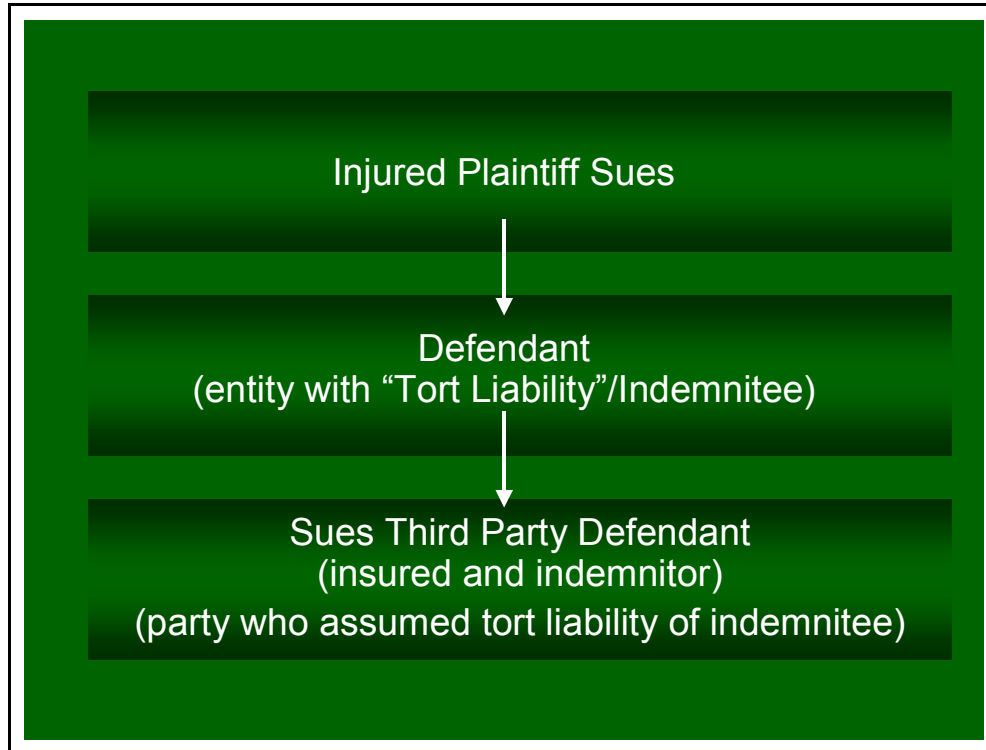 Injured Plaintiff Sues
Defendant
(entity with “Tort Liability”/Indemnitee)
Sues Third Party Defendant
(insured and indemnitor)
(party who assumed tort liability of indemnitee)